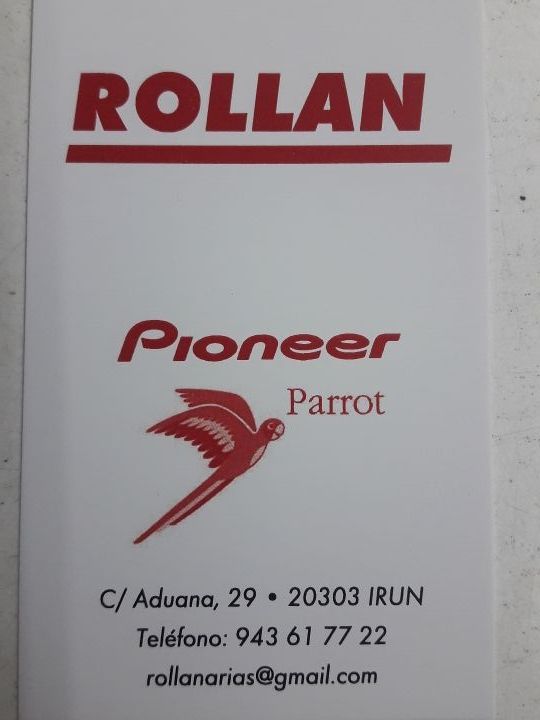 ROLLAN
Pioneer
Parrot
C/ Aduana, 29 • 20303 IRUN
Teléfono: 943 61 77 22
rollanarias@gmail.com